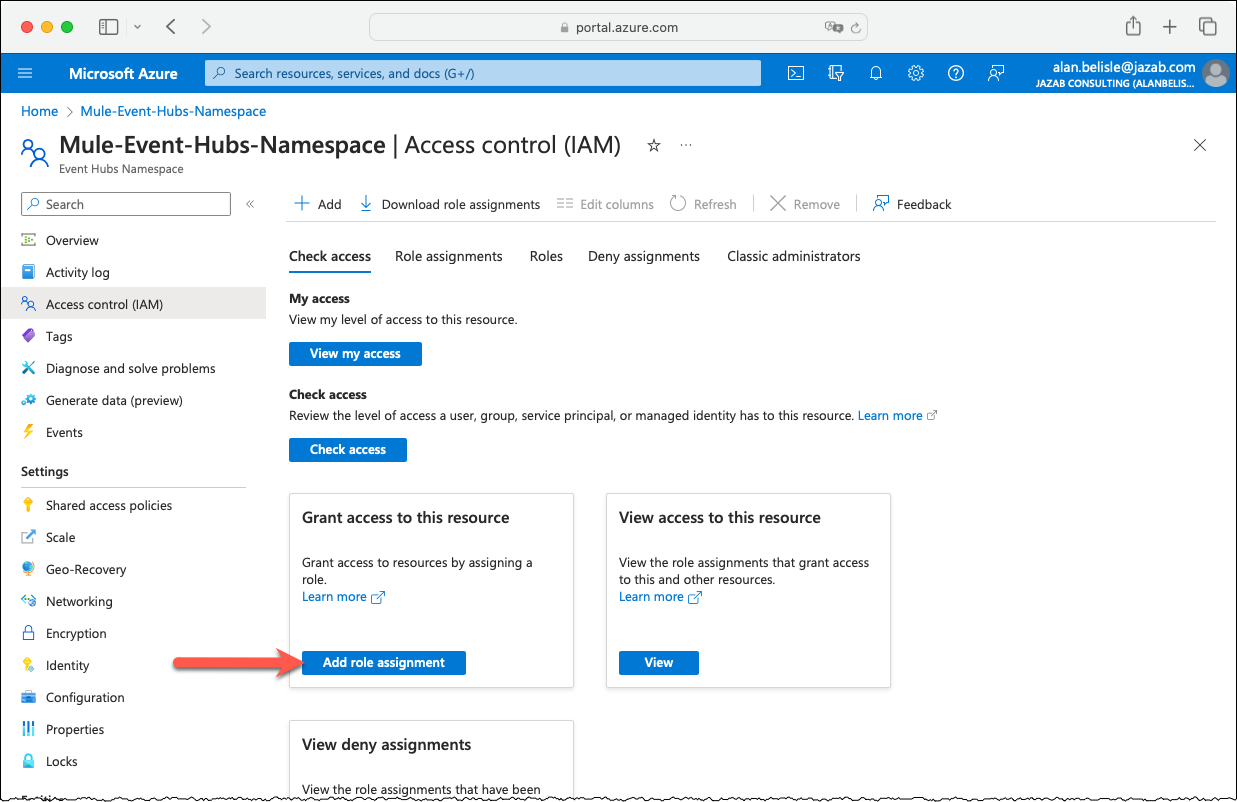 portal.azure.com
Microsoft Azure
Search resources, services, and docs (G+/)
alan.belisle@jazab.com
JAZAB CONSULTING (ALANBELIS...
Home > Mule-Event-Hubs-Namespace
Mule-Event-Hubs-Namespace | Access control (IAM)
Event Hubs Namespace
Search
Add
Download role assignments
Edit columns
Refresh
Remove
Feedback
Overview
Activity log
Access control (IAM)
Tags
Diagnose and solve problems
Generate data (preview)
Events
Settings
Shared access policies
Scale
Geo-Recovery
Networking
Encryption
Identity
Configuration
Properties
Locks
Check access
Role assignments
Roles
Deny assignments
Classic administrators
My access
View my level of access to this resource.
View my access
Check access
Review the level of access a user, group, service principal, or managed identity has to this resource. Learn more
Check access
Grant access to this resource
Grant access to resources by assigning a
role.
Learn more
Add role assignment
View access to this resource
View the role assignments that grant access
to this and other resources.
Learn more
View
View deny assignments
View the role assignments that have been